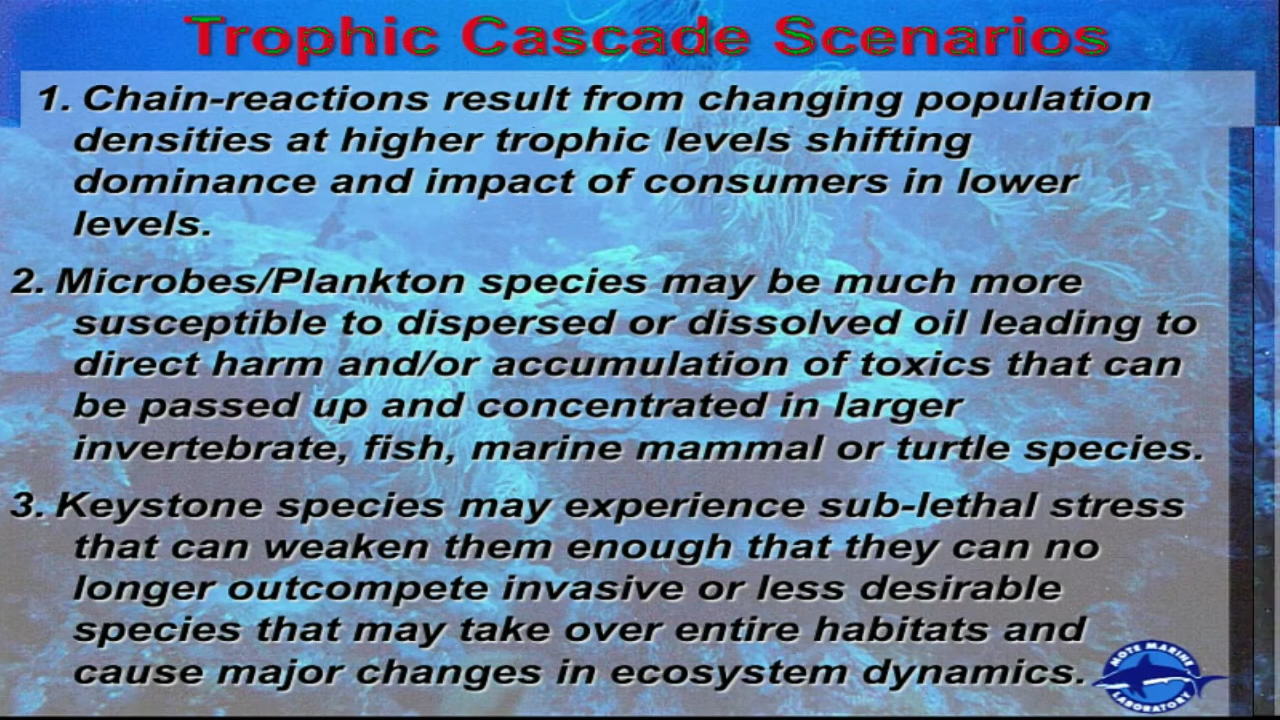 Trophic Cascade Scenarios
1. Chain-reactions result from changing population
densities at higher trophic levels shifting
dominance and impact of consumers in lower
levels.
2. Microbes/Plankton species may be much more
susceptible to dispersed or dissolved oil leading to
direct harm and/or accumulation of toxics that can
be passed up and concentrated in larger
invertebrate, fish, marine mammal or turtle species.
3. Keystone species may experience sub-lethal stress
that can weaken them enough that they can no
longer outcompete invasive or less desirable
species that may take over entire habitats and
cause major changes in ecosystem dynamics.
MOTE MARINE
LABORATORY